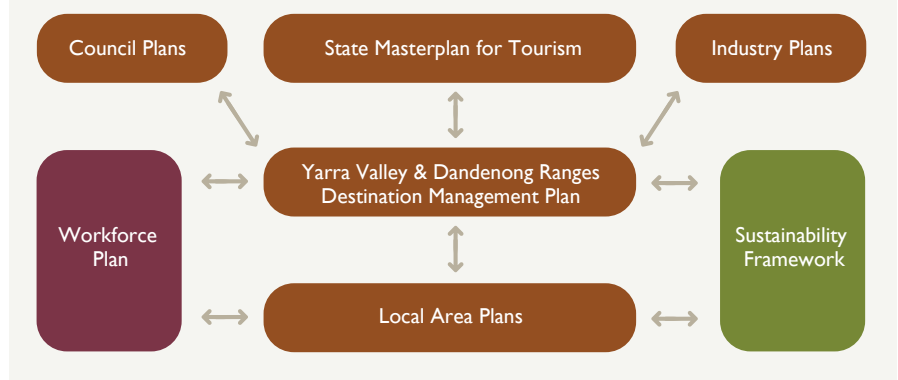 Council Plans
State Masterplan for Tourism
Industry Plans
Yarra Valley & Dandenong Ranges
Destination Management Plan
Workforce
Plan
Sustainability
Framework
Local Area Plans